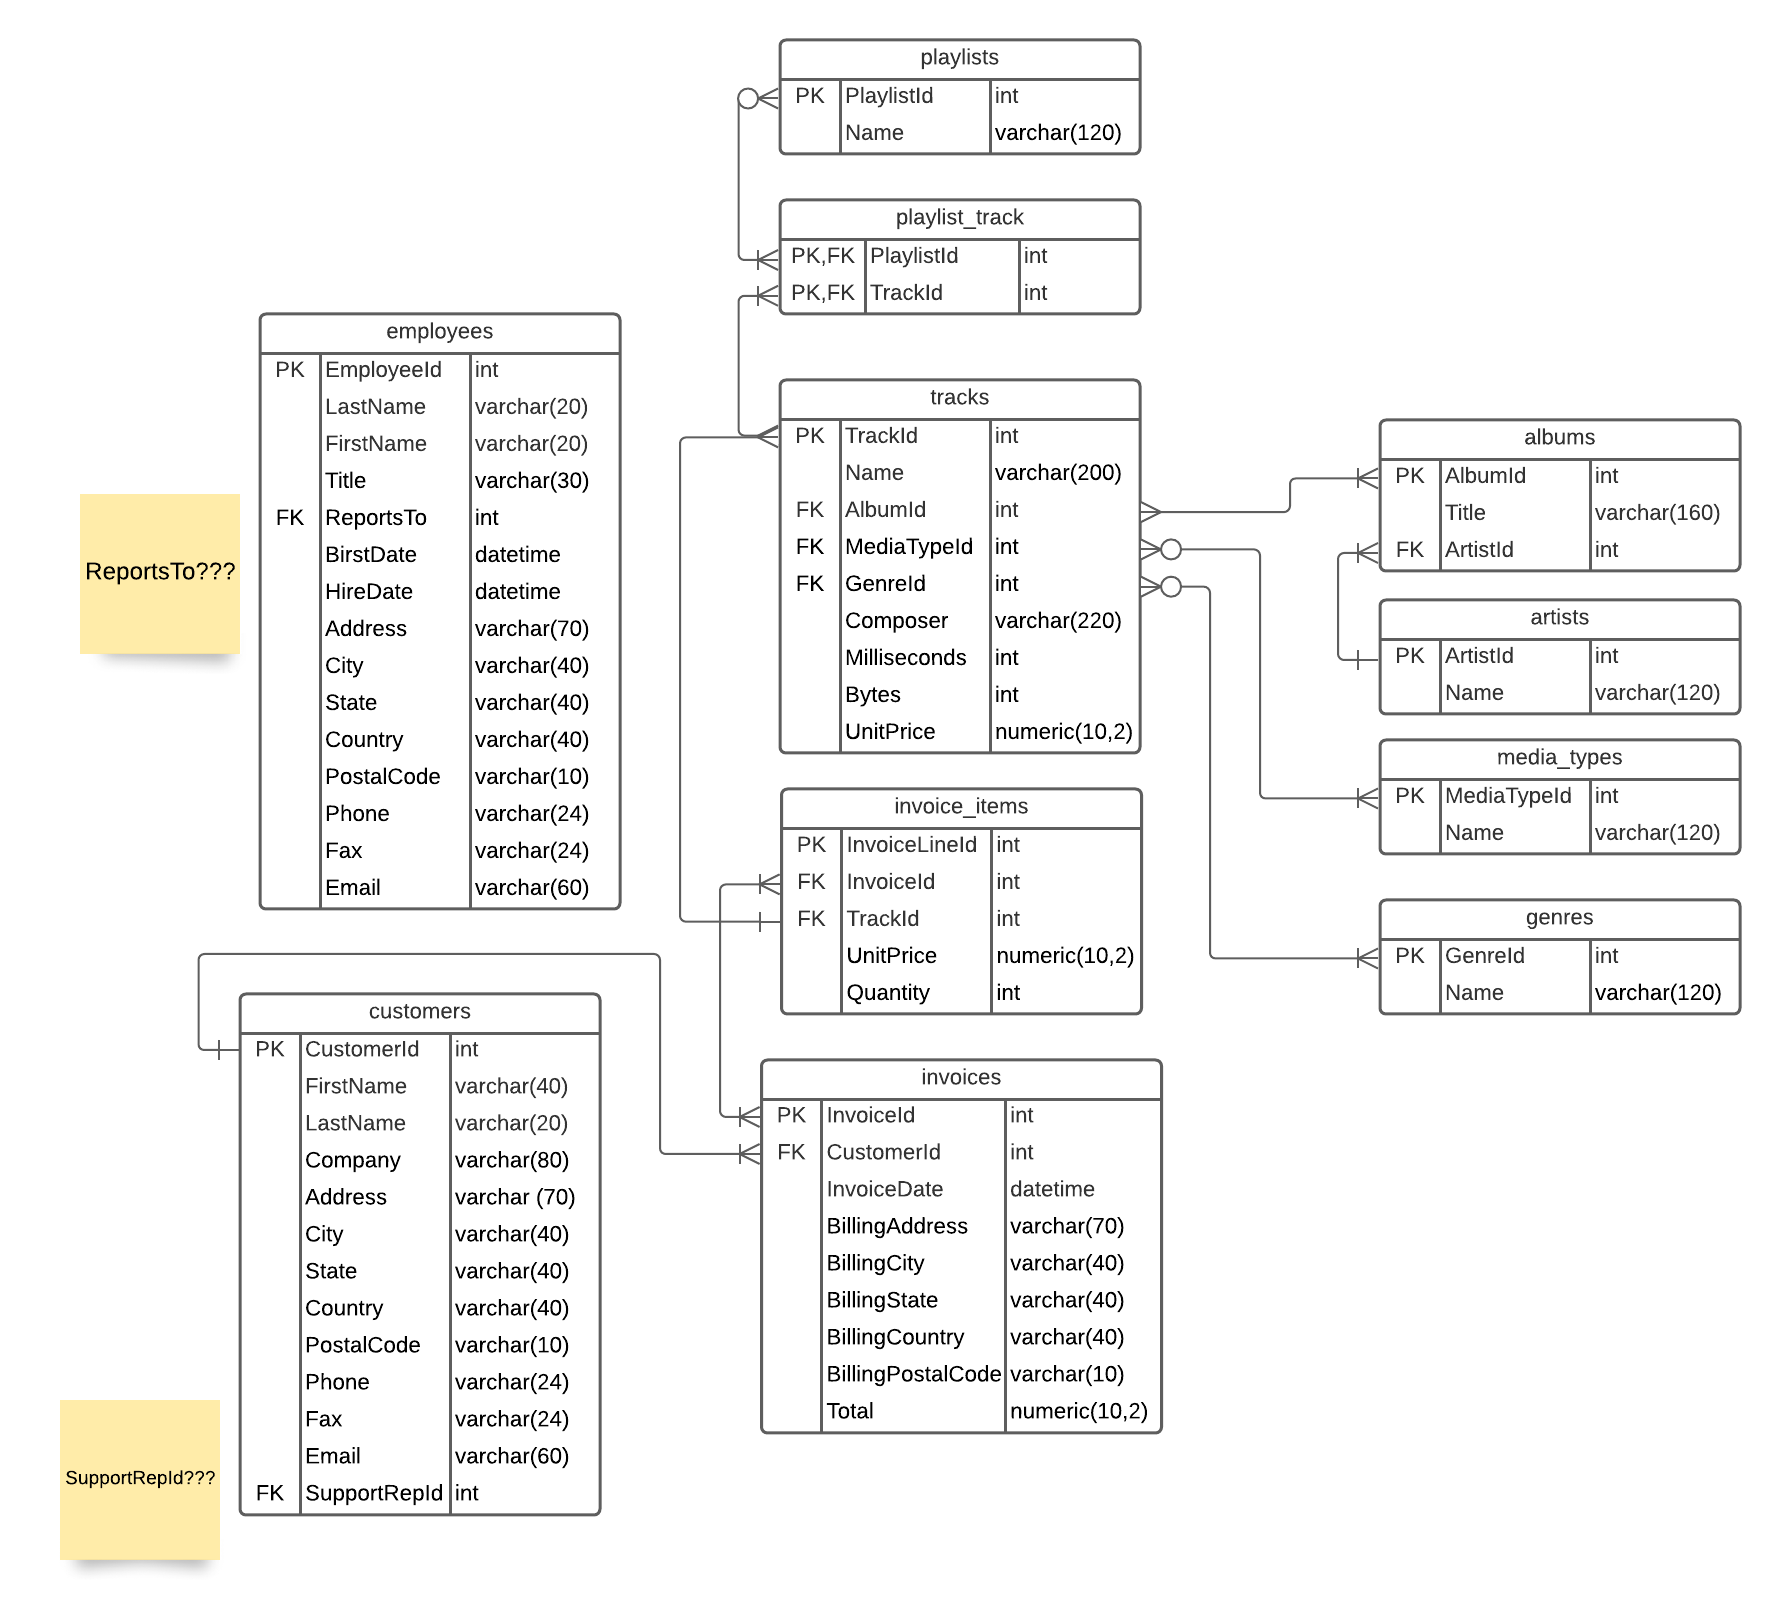 playlists
PK PlaylistId int
Name varchar(120)
playlist_track
PK,FK PlaylistId int
PK,FK TrackId int
employees
PK EmployeeId int
LastName varchar(20)
FirstName varchar(20)
Title varchar(30)
FK ReportsTo int
BirstDate datetime
HireDate datetime
Address varchar(70)
City varchar(40)
State varchar(40)
Country varchar(40)
PostalCode varchar(10)
Phone varchar(24)
Fax varchar(24)
Email varchar(60)
ReportsTo???
tracks
PK TrackId int
Name varchar(200)
FK AlbumId int
FK MediaTypeId int
FK GenreId int
Composer varchar(220)
Milliseconds int
Bytes int
UnitPrice numeric(10,2)
albums
PK AlbumId int
Title varchar(160)
FK ArtistId int
artists
PK ArtistId int
Name varchar(120)
media_types
PK MediaTypeId int
Name varchar(120)
genres
PK GenreId int
Name varchar(120)
invoice_items
PK InvoiceLineId int
FK InvoiceId int
FK TrackId int
UnitPrice numeric(10,2)
Quantity int
customers
PK CustomerId int
FirstName varchar(40)
LastName varchar(20)
Company varchar(80)
Address varchar (70)
City varchar(40)
State varchar(40)
Country varchar(40)
PostalCode varchar(10)
Phone varchar(24)
Fax varchar(24)
Email varchar(60)
FK SupportRepId int
SupportRepId???
invoices
PK InvoiceId int
FK CustomerId int
InvoiceDate datetime
BillingAddress varchar(70)
BillingCity varchar(40)
BillingState varchar(40)
BillingCountry varchar(40)
BillingPostalCode varchar(10)
Total numeric(10,2)